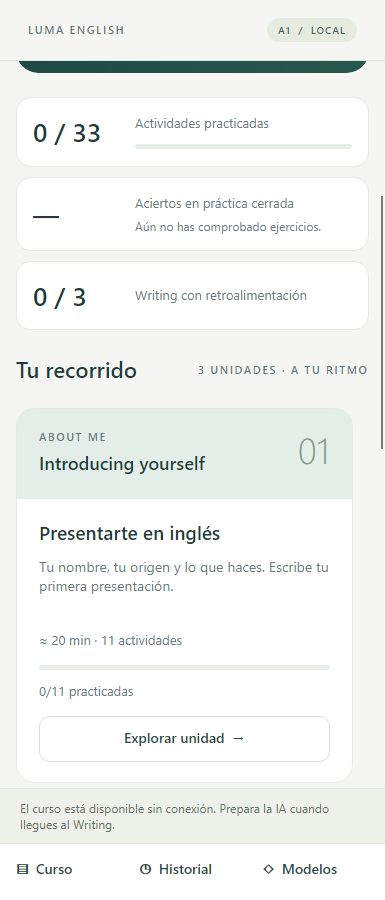 LUMA ENGLISH
A1 / LOCAL
0 / 33
Actividades practicadas
—
Aciertos en práctica cerrada
Aún no has comprobado ejercicios.
0 / 3
Writing con retroalimentación
Tu recorrido
3 UNIDADES · A TU RITMO
ABOUT ME
Introducing yourself
01
Presentarte en inglés
Tu nombre, tu origen y lo que haces. Escribe tu
primera presentación.
≈ 20 min · 11 actividades
0/11 practicadas
Explorar unidad →
El curso está disponible sin conexión. Prepara la IA cuando
llegues al Writing.
Curso
Historial
Modelos